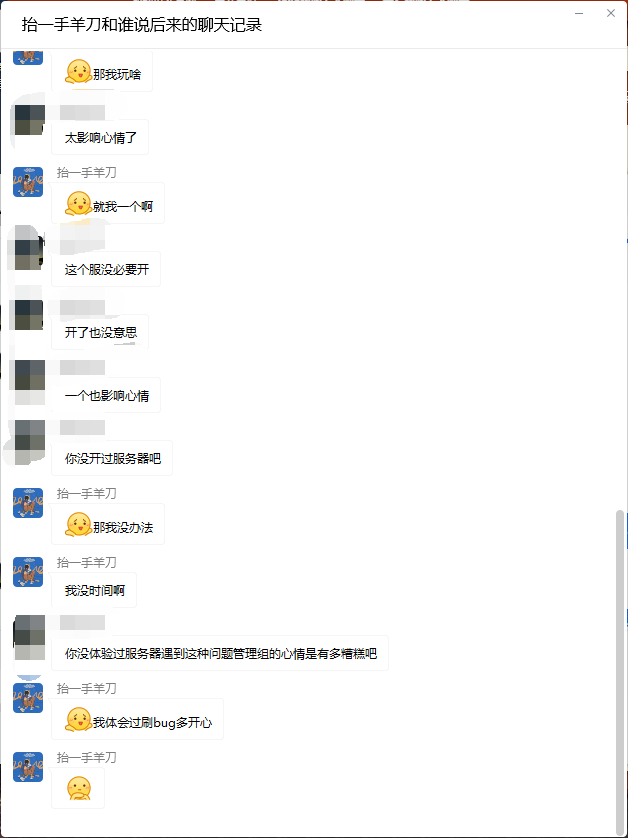 抬一手羊刀和谁说后来的聊天记录
那我玩啥
太影响心情了
抬一手羊刀
就我一个啊
这个服没必要开
开了也没意思
一个也影响心情
你没开过服务器吧
抬一手羊刀
那我没办法
抬一手羊刀
我没时间啊
你没体验过服务器遇到这种问题管理组的心情是有多糟糕吧
抬一手羊刀
我体会过刷bug多开心
抬一手羊刀